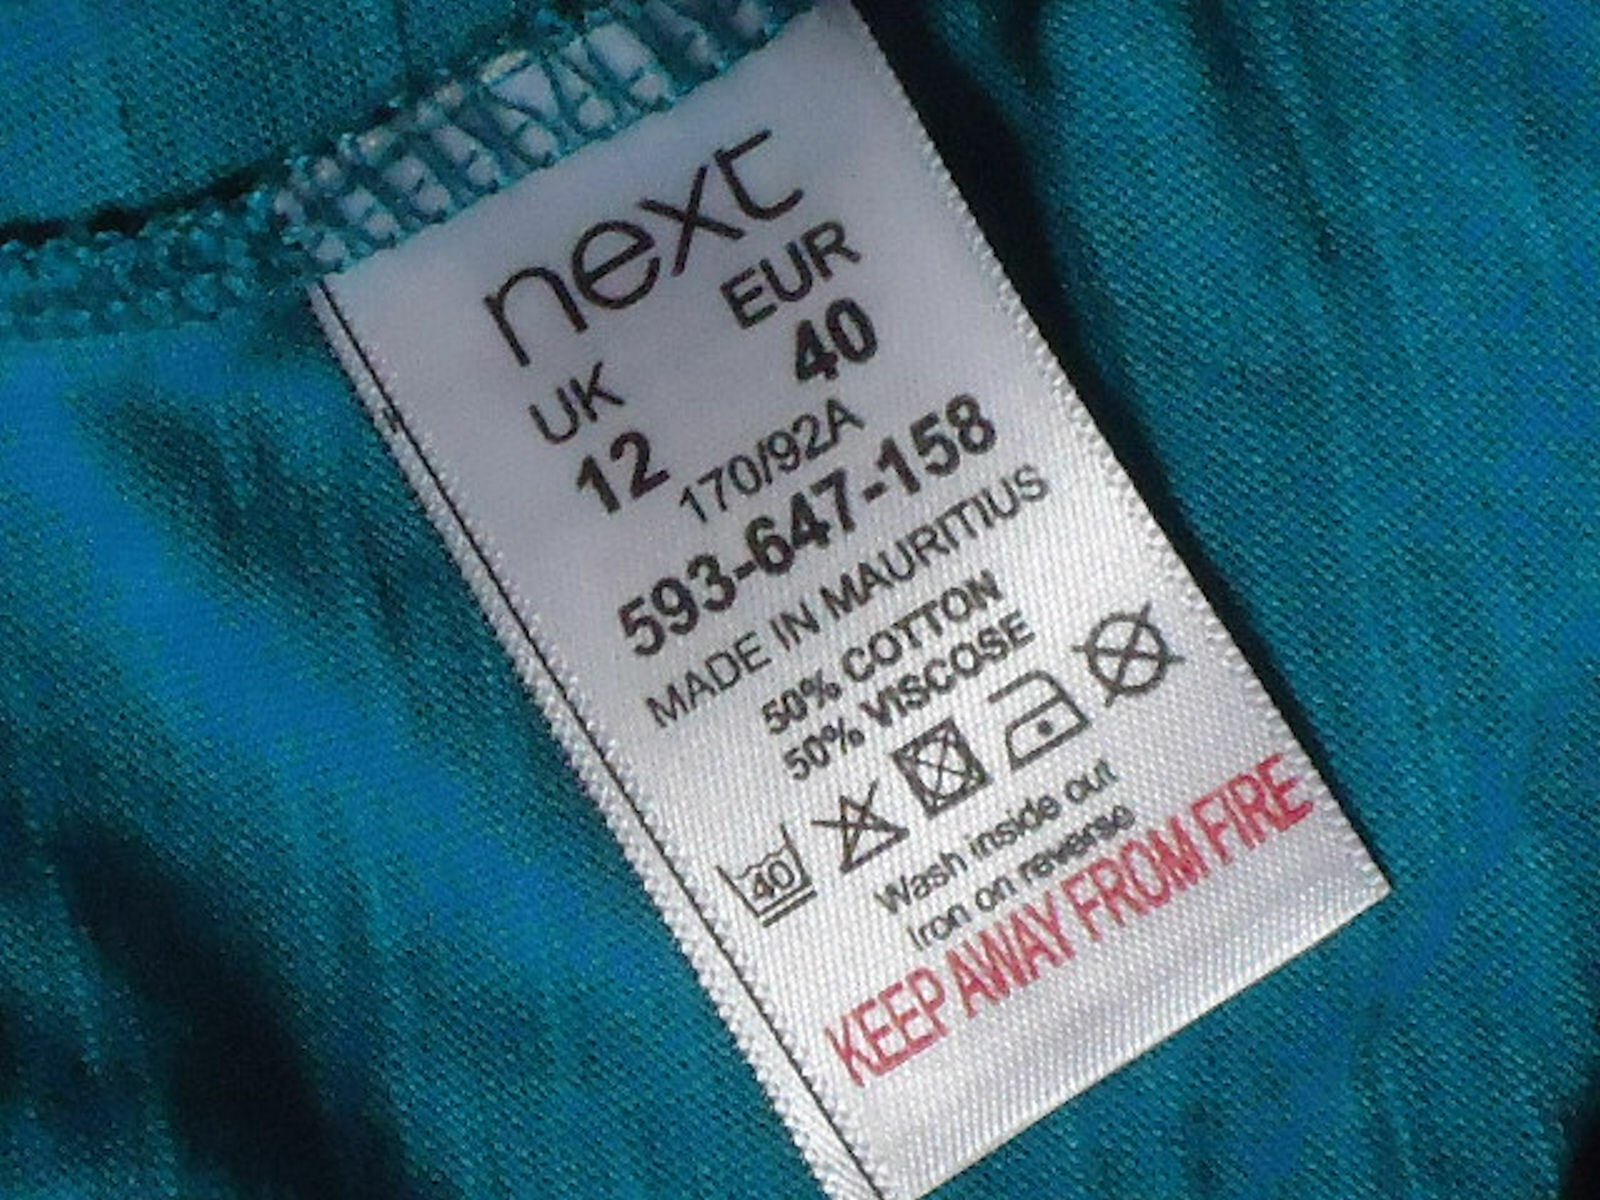 next
UK EUR
12 40
170/92A
593-647-158
MADE IN MAURITIUS
50% COTTON
50% VISCOSE
40
Wash inside out
Iron on reverse
KEEP AWAY FROM FIRE